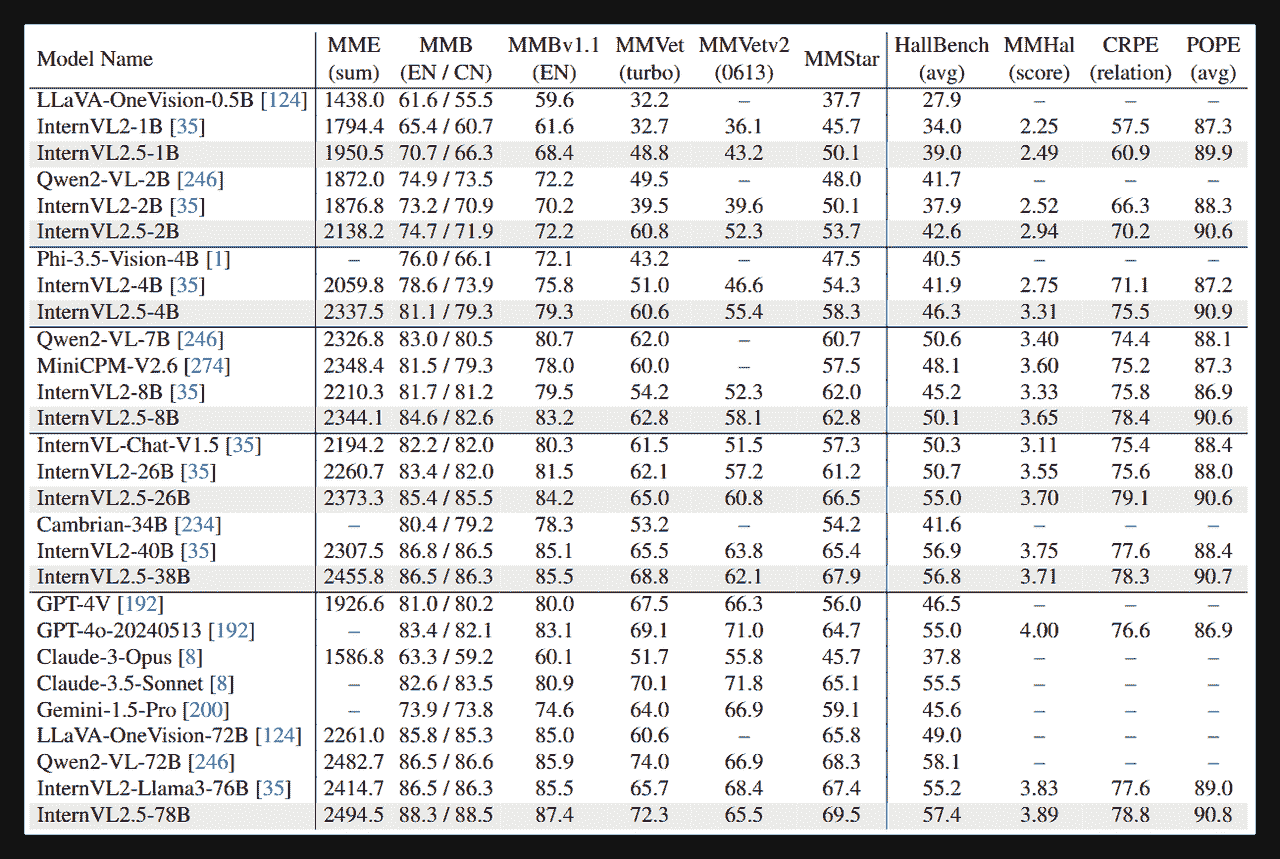 Model Name MME (sum) MMB (EN / CN) MMBv1.1 (EN) MMVet (turbo) MMVetv2 (0613) MMStar HallBench (avg) MMHal (score) CRPE (relation) POPE (avg)
LLaVA-OneVision-0.5B [124] 1438.0 61.6 / 55.5 59.6 32.2 – 37.7 27.9 – – –
InternVL2-1B [35] 1794.4 65.4 / 60.7 61.6 32.7 36.1 45.7 34.0 2.25 57.5 87.3
InternVL2.5-1B 1950.5 70.7 / 66.3 68.4 48.8 43.2 50.1 39.0 2.49 60.9 89.9
Qwen2-VL-2B [246] 1872.0 74.9 / 73.5 72.2 49.5 – 48.0 41.7 – – –
InternVL2-2B [35] 1876.8 73.2 / 70.9 70.2 39.5 39.6 50.1 37.9 2.52 66.3 88.3
InternVL2.5-2B 2138.2 74.7 / 71.9 72.2 60.8 52.3 53.7 42.6 2.94 70.2 90.6
Phi-3.5-Vision-4B [1] – 76.0 / 66.1 72.1 43.2 – 47.5 40.5 – – –
InternVL2-4B [35] 2059.8 78.6 / 73.9 75.8 51.0 46.6 54.3 41.9 2.75 71.1 87.2
InternVL2.5-4B 2337.5 81.1 / 79.3 79.3 60.6 55.4 58.3 46.3 3.31 75.5 90.9
Qwen2-VL-7B [246] 2326.8 83.0 / 80.5 80.7 62.0 – 60.7 50.6 3.40 74.4 88.1
MiniCPM-V2.6 [274] 2348.4 81.5 / 79.3 78.0 60.0 – 57.5 48.1 3.60 75.2 87.3
InternVL2-8B [35] 2210.3 81.7 / 81.2 79.5 54.2 52.3 62.0 45.2 3.33 75.8 86.9
InternVL2.5-8B 2344.1 84.6 / 82.6 83.2 62.8 58.1 62.8 50.1 3.65 78.4 90.6
InternVL-Chat-V1.5 [35] 2194.2 82.2 / 82.0 80.3 61.5 51.5 57.3 50.3 3.11 75.4 88.4
InternVL2-26B [35] 2260.7 83.4 / 82.0 81.5 62.1 57.2 61.2 50.7 3.55 75.6 88.0
InternVL2.5-26B 2373.3 85.4 / 85.5 84.2 65.0 60.8 66.5 55.0 3.70 79.1 90.6
Cambrian-34B [234] – 80.4 / 79.2 78.3 53.2 – 54.2 41.6 – – –
InternVL2-40B [35] 2307.5 86.8 / 86.5 85.1 65.5 63.8 65.4 56.9 3.75 77.6 88.4
InternVL2.5-38B 2455.8 86.5 / 86.3 85.5 68.8 62.1 67.9 56.8 3.71 78.3 90.7
GPT-4V [192] 1926.6 81.0 / 80.2 80.0 67.5 66.3 56.0 46.5 – – –
GPT-4o-20240513 [192] – 83.4 / 82.1 83.1 69.1 71.0 64.7 55.0 4.00 76.6 86.9
Claude-3-Opus [8] 1586.8 63.3 / 59.2 60.1 51.7 55.8 45.7 37.8 – – –
Claude-3.5-Sonnet [8] – 82.6 / 83.5 80.9 70.1 71.8 65.1 55.5 – – –
Gemini-1.5-Pro [200] – 73.9 / 73.8 74.6 64.0 66.9 59.1 45.6 – – –
LLaVA-OneVision-72B [124] 2261.0 85.8 / 85.3 85.0 60.6 – 65.8 49.0 – – –
Qwen2-VL-72B [246] 2482.7 86.5 / 86.6 85.9 74.0 66.9 68.3 58.1 – – –
InternVL2-Llama3-76B [35] 2414.7 86.5 / 86.3 85.5 65.7 68.4 67.4 55.2 3.83 77.6 89.0
InternVL2.5-78B 2494.5 88.3 / 88.5 87.4 72.3 65.5 69.5 57.4 3.89 78.8 90.8